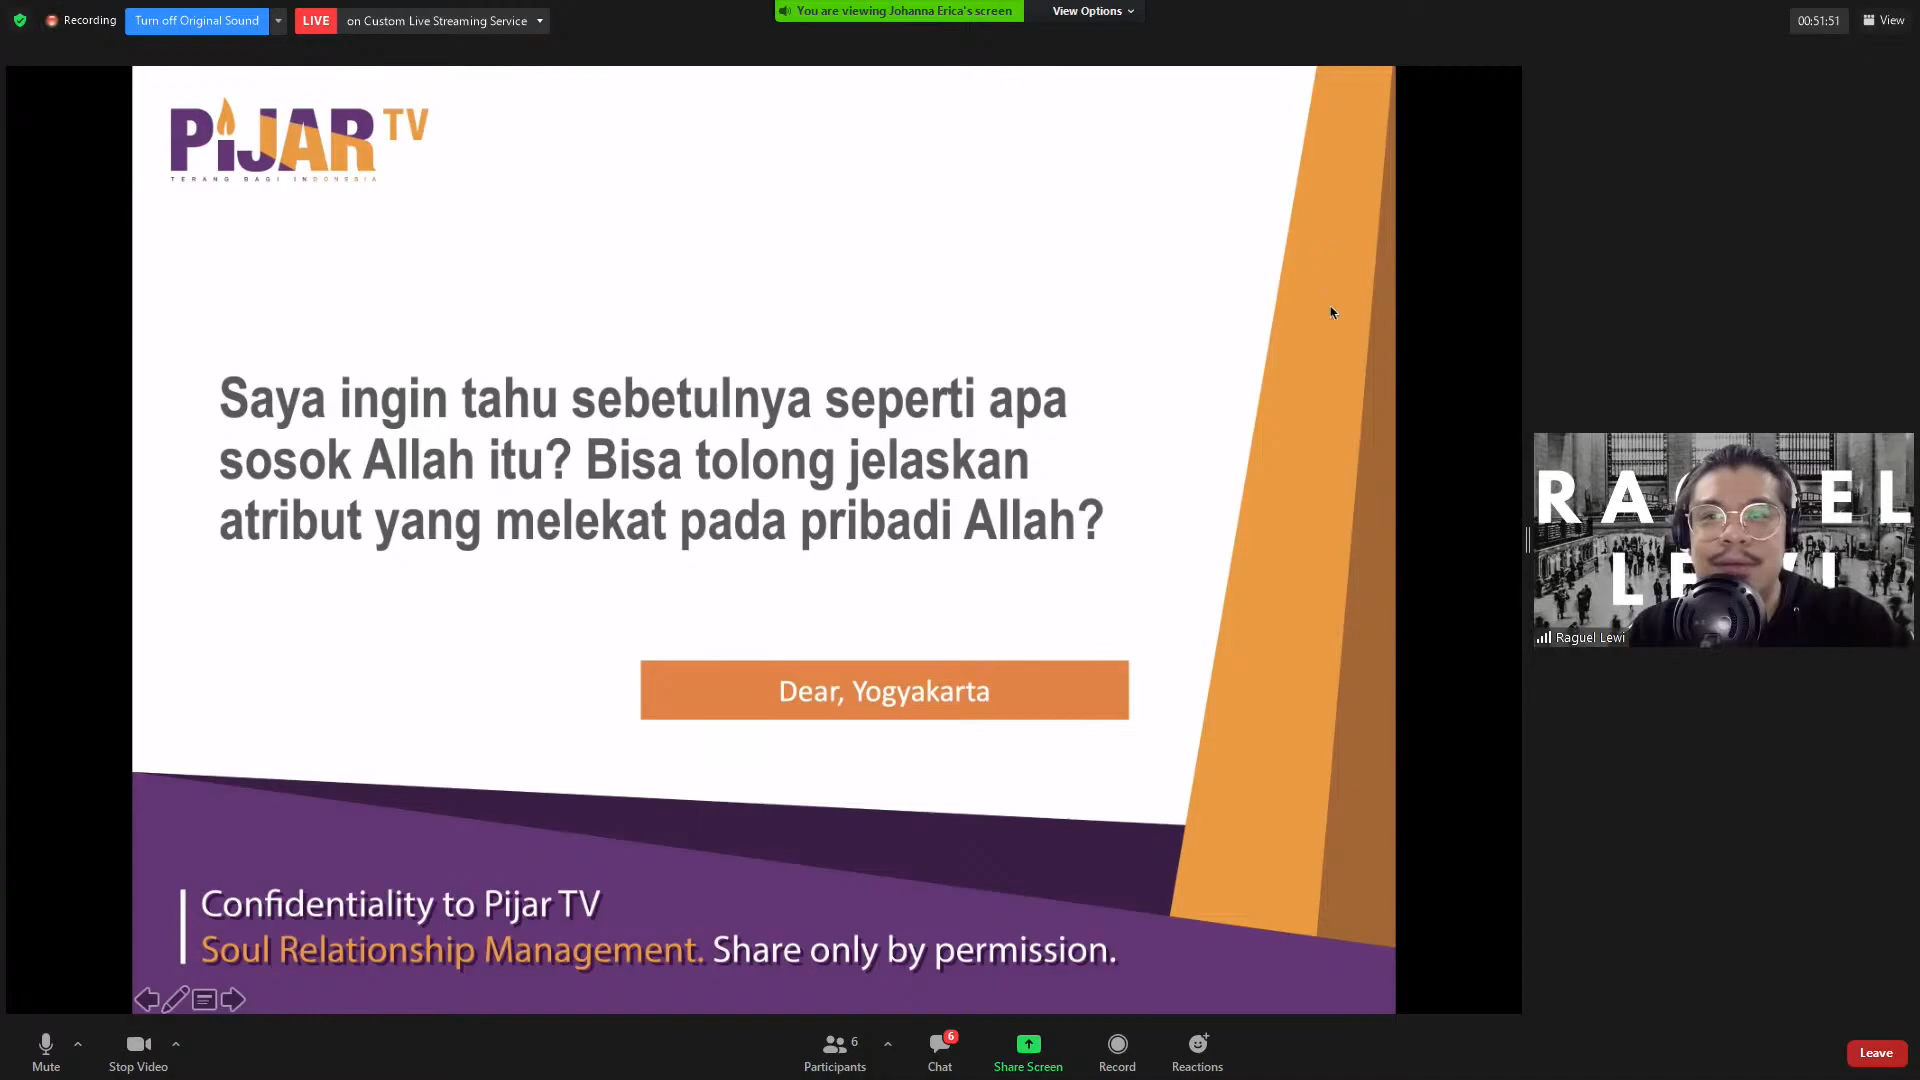 Recording
Turn off Original Sound
LIVE
on Custom Live Streaming Service
You are viewing Johanna Erica's screen
View Options
00:51:51
View
PiJAR TV
TERANG BAGI INDONESIA
Saya ingin tahu sebetulnya seperti apa
sosok Allah itu? Bisa tolong jelaskan
atribut yang melekat pada pribadi Allah?
Dear, Yogyakarta
Confidentiality to Pijar TV
Soul Relationship Management. Share only by permission.
Raguel Lewi
Mute
Stop Video
Participants
6
Chat
6
Share Screen
Record
Reactions
Leave